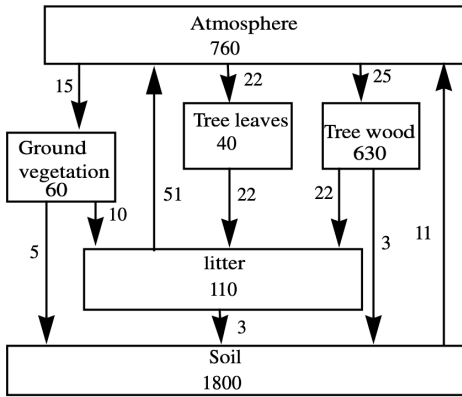 Atmosphere
760
15
22
25
Tree leaves
40
Tree wood
630
Ground
vegetation
60
10
51
22
22
3
11
5
litter
110
3
Soil
1800